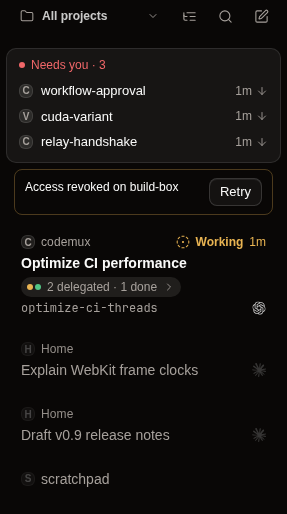 All projects
Needs you · 3
C workflow-approval 1m ↓
V cuda-variant 1m ↓
C relay-handshake 1m ↓
Access revoked on build-box Retry
C codemux Working 1m
Optimize CI performance
2 delegated · 1 done
optimize-ci-threads
H Home
Explain WebKit frame clocks
H Home
Draft v0.9 release notes
S scratchpad